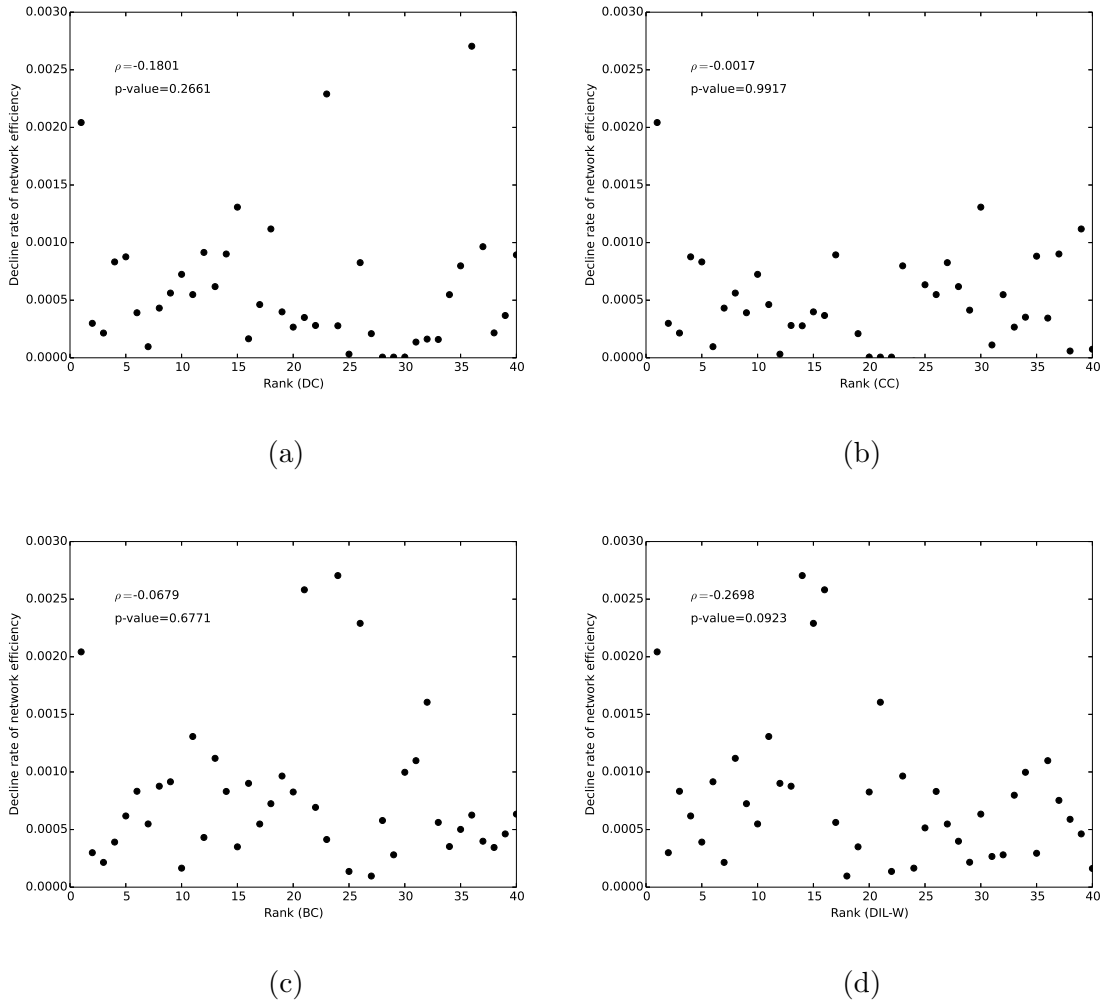 0.0030
0.0025
0.0020
0.0015
0.0010
0.0005
0.0000
0 5 10 15 20 25 30 35 40
Decline rate of network efficiency
Rank (DC)
ρ=-0.1801
p-value=0.2661
(a)
0.0030
0.0025
0.0020
0.0015
0.0010
0.0005
0.0000
0 5 10 15 20 25 30 35 40
Decline rate of network efficiency
Rank (CC)
ρ=-0.0017
p-value=0.9917
(b)
0.0030
0.0025
0.0020
0.0015
0.0010
0.0005
0.0000
0 5 10 15 20 25 30 35 40
Decline rate of network efficiency
Rank (BC)
ρ=-0.0679
p-value=0.6771
(c)
0.0030
0.0025
0.0020
0.0015
0.0010
0.0005
0.0000
0 5 10 15 20 25 30 35 40
Decline rate of network efficiency
Rank (DIL-W)
ρ=-0.2698
p-value=0.0923
(d)